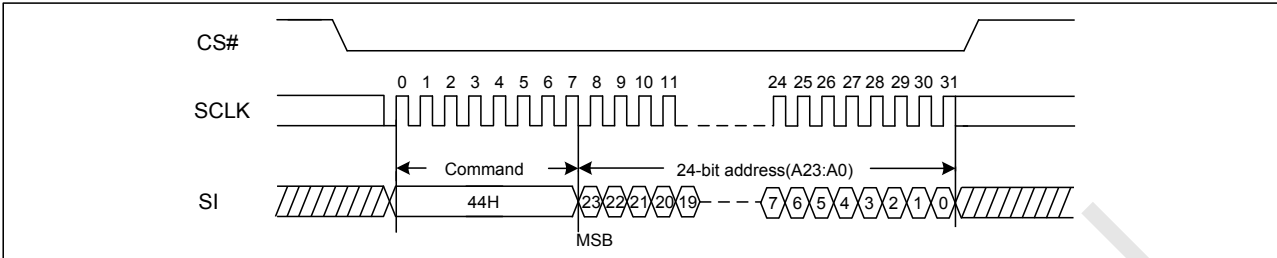 CS#
0 1 2 3 4 5 6 7 8 9 10 11 24 25 26 27 28 29 30 31
SCLK
Command 24-bit address(A23:A0)
SI 44H 23 22 21 20 19 7 6 5 4 3 2 1 0
MSB